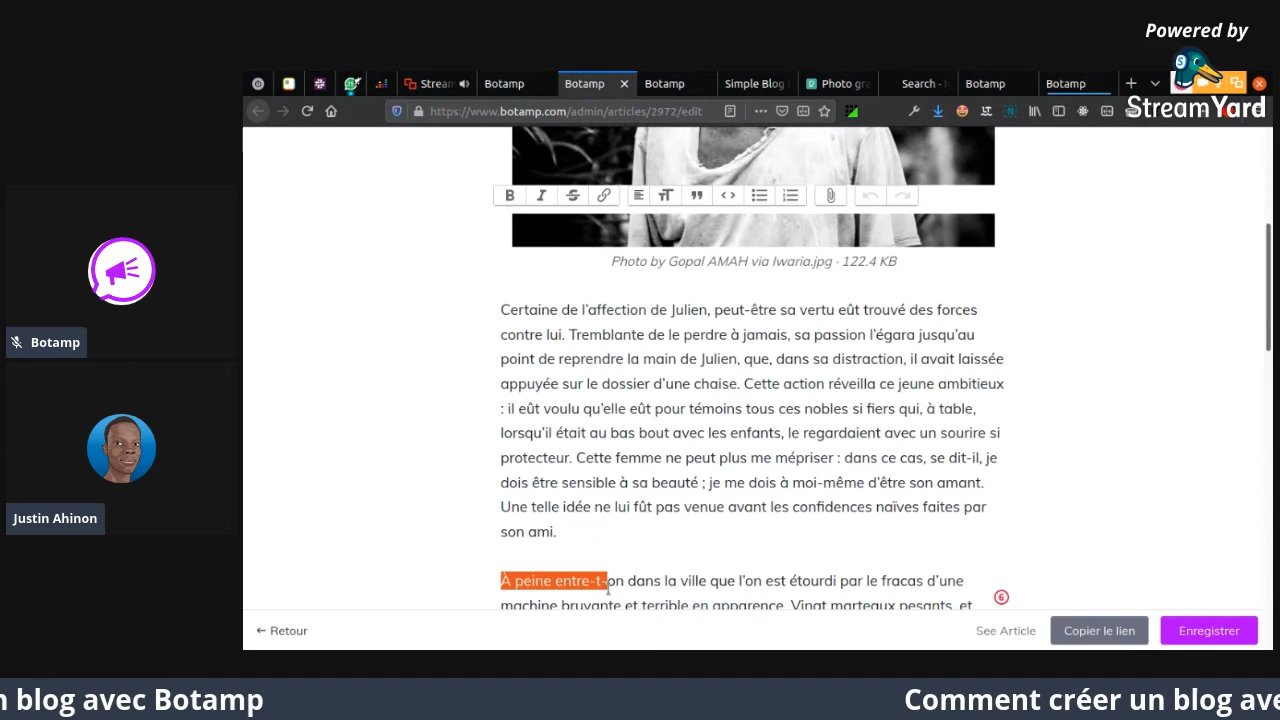 Powered by
StreamYard
Stream
Botamp
Botamp
Botamp
Simple Blog
Photo gra
Search -
Botamp
Botamp
https://www.botamp.com/admin/articles/2972/edit
Photo by Gopal AMAH via Iwaria.jpg · 122.4 KB
Certaine de l’affection de Julien, peut-être sa vertu eût trouvé des forces
contre lui. Tremblante de le perdre à jamais, sa passion l’égara jusqu’au
point de reprendre la main de Julien, que, dans sa distraction, il avait laissée
appuyée sur le dossier d’une chaise. Cette action réveilla ce jeune ambitieux
: il eût voulu qu’elle eût pour témoins tous ces nobles si fiers qui, à table,
lorsqu’il était au bas bout avec les enfants, le regardaient avec un sourire si
protecteur. Cette femme ne peut plus me mépriser : dans ce cas, se dit-il, je
dois être sensible à sa beauté ; je me dois à moi-même d’être son amant.
Une telle idée ne lui fût pas venue avant les confidences naïves faites par
son ami.
À peine entre-t-on dans la ville que l’on est étourdi par le fracas d’une
machine bruyante et terrible en apparence. Vingt marteaux pesants, et
6
← Retour
See Article
Copier le lien
Enregistrer
Botamp
Justin Ahinon
n blog avec Botamp
Comment créer un blog ave